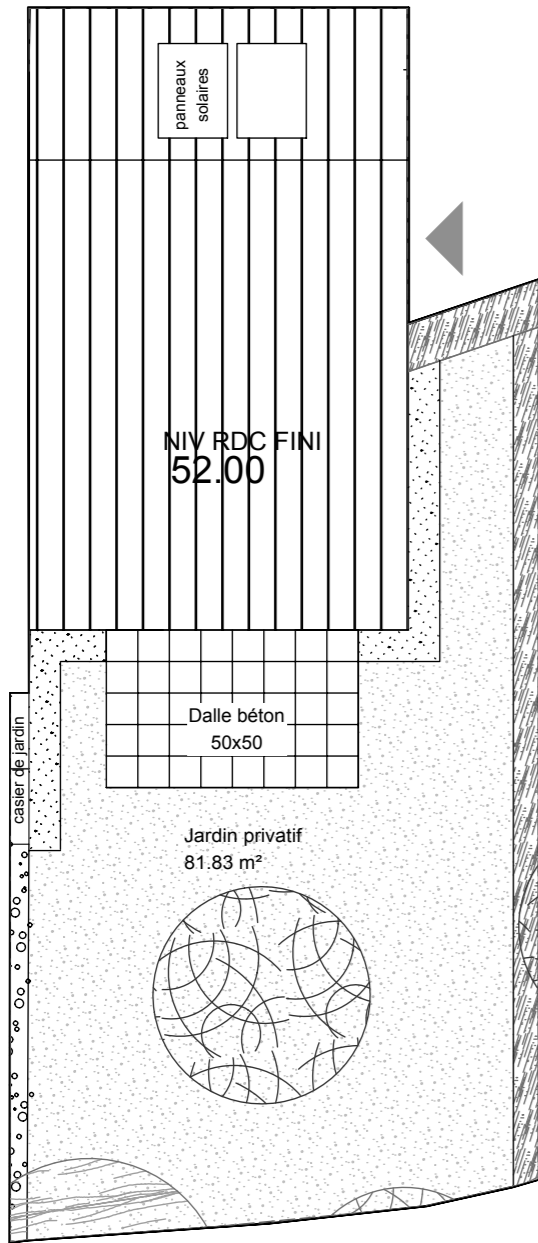 panneaux
solaires
NIV RDC FINI
52.00
casier de jardin
Dalle béton
50x50
Jardin privatif
81.83 m²